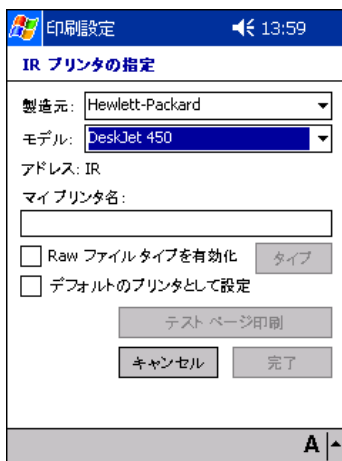 印刷設定 13:59
IR プリンタの指定
製造元: Hewlett-Packard
モデル: DeskJet 450
アドレス: IR
マイ プリンタ名:
Raw ファイル タイプを有効化 タイプ
デフォルトのプリンタとして設定
テスト ページ印刷
キャンセル 完了
A